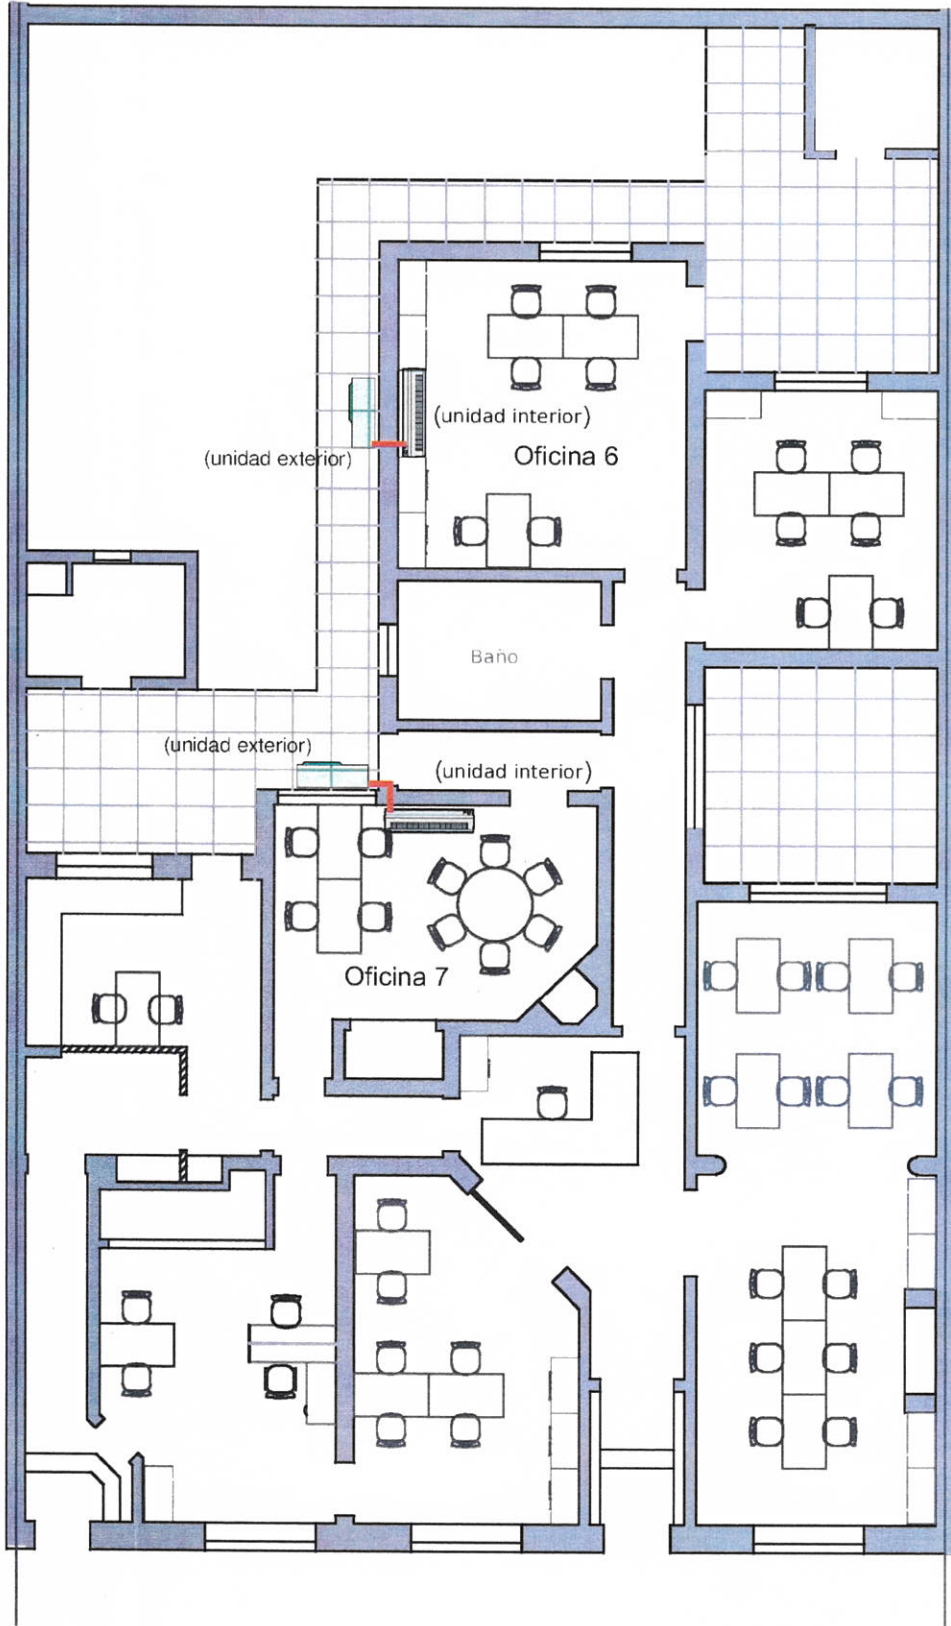 (unidad interior)
Oficina 6
(unidad exterior)
Baño
(unidad exterior)
(unidad interior)
Oficina 7